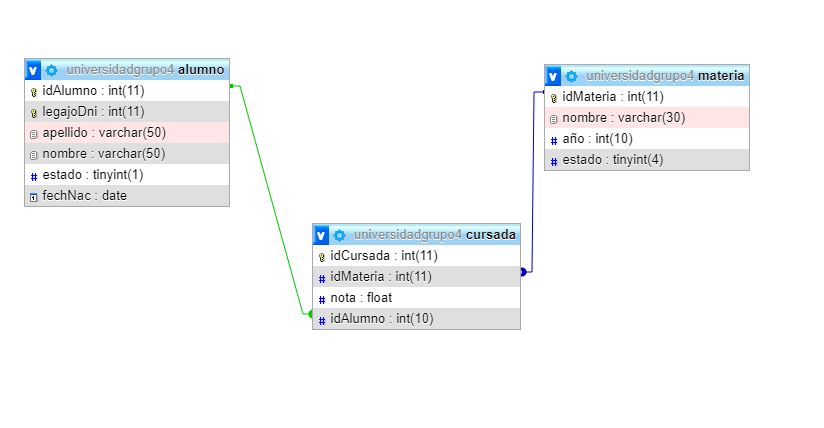 v universidadgrupo4 alumno
idAlumno : int(11)
legajoDni : int(11)
apellido : varchar(50)
nombre : varchar(50)
# estado : tinyint(1)
fechNac : date
v universidadgrupo4 materia
idMateria : int(11)
nombre : varchar(30)
# año : int(10)
# estado : tinyint(4)
v universidadgrupo4 cursada
idCursada : int(11)
# idMateria : int(11)
# nota : float
# idAlumno : int(10)